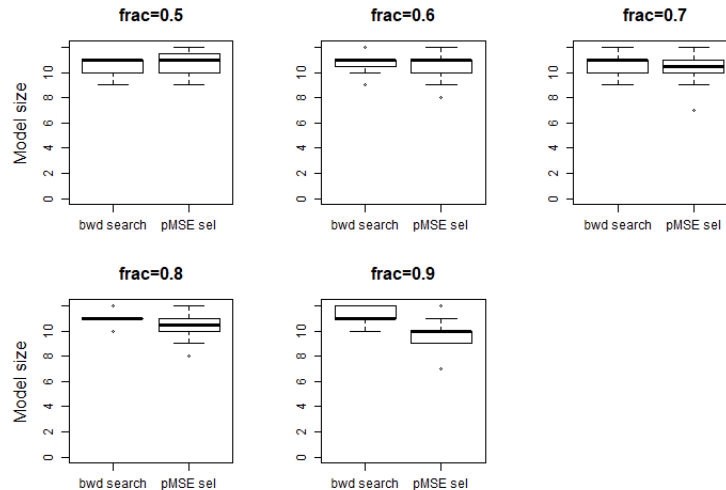 frac=0.5
frac=0.6
frac=0.7
Model size
0 2 4 6 8 10
0 2 4 6 8 10
0 2 4 6 8 10
bwd search pMSE sel
bwd search pMSE sel
bwd search pMSE sel
frac=0.8
frac=0.9
Model size
0 2 4 6 8 10
0 2 4 6 8 10
bwd search pMSE sel
bwd search pMSE sel